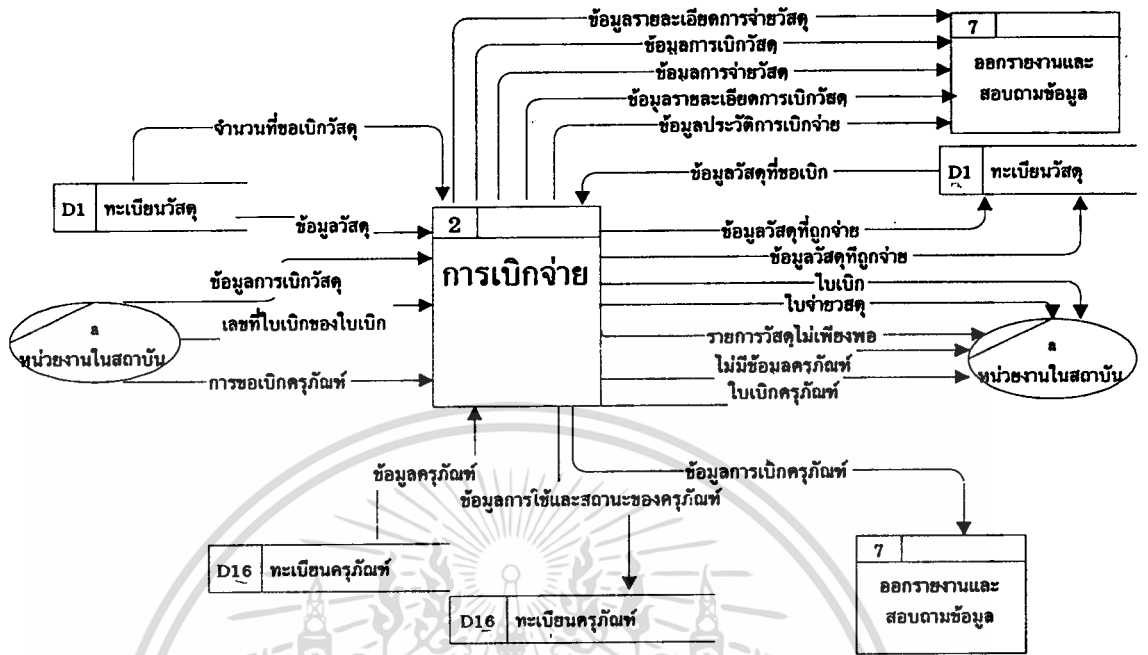 ข้อมูลรายละเอียดการจ่ายวัสดุ
7
ข้อมูลการเบิกวัสดุ
ออกรายงานและ
ข้อมูลการจ่ายวัสดุ
สอบถามข้อมูล
ข้อมูลรายละเอียดการเบิกวัสดุ
จำนวนที่ขอเบิกวัสดุ
ข้อมูลประวัติการเบิกจ่าย
ข้อมูลวัสดุที่ขอเบิก
D1 ทะเบียนวัสดุ
D1 ทะเบียนวัสดุ
2
ข้อมูลวัสดุ
ข้อมูลวัสดุที่ถูกจ่าย
การเบิกจ่าย
ข้อมูลวัสดุที่ถูกจ่าย
ข้อมูลการเบิกวัสดุ
ใบเบิก
ใบจ่ายวสดุ
เลขที่ใบเบิกของใบเบิก
a
หน่วยงานในสถาบัน
รายการวัสดุไม่เพียงพอ
a
หน่วยงานในสถาบัน
ไม่มีข้อมูลครุภัณฑ์
การขอเบิกครุภัณฑ์
ใบเบิกครุภัณฑ์
ข้อมูลครุภัณฑ์
ข้อมูลการเบิกครุภัณฑ์
ข้อมูลการใช้และสถานะของครุภัณฑ์
D16 ทะเบียนครุภัณฑ์
7
ออกรายงานและ
สอบถามข้อมูล
D16 ทะเบียนครุภัณฑ์